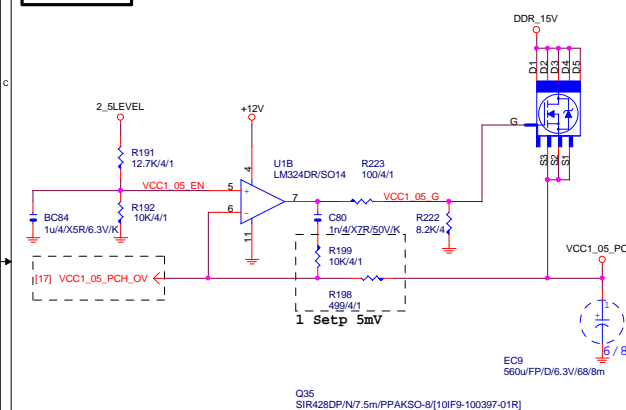 DDR_15V
D1
D2
D3
D4
D5
C
2_5LEVEL
+12V
G
R191
12.7K/4/1
U1B
LM324DR/SO14
R223
100/4/1
S3
S2
S1
4
VCC1_05_EN
5
+
7
VCC1_05_G
6
-
BC84
1u/4/X5R/6.3V/K
R192
10K/4/1
C80
1n/4/X7R/50V/K
R222
8.2K/4
11
R199
10K/4/1
VCC1_05_PC
[17] VCC1_05_PCH_OV
R198
499/4/1
1 Setp 5mV
1
+
6/8
EC9
560u/FP/D/6.3V/68/8m
Q35
SIR428DP/N/7.5m/PPAKSO-8/[10IF9-100397-01R]